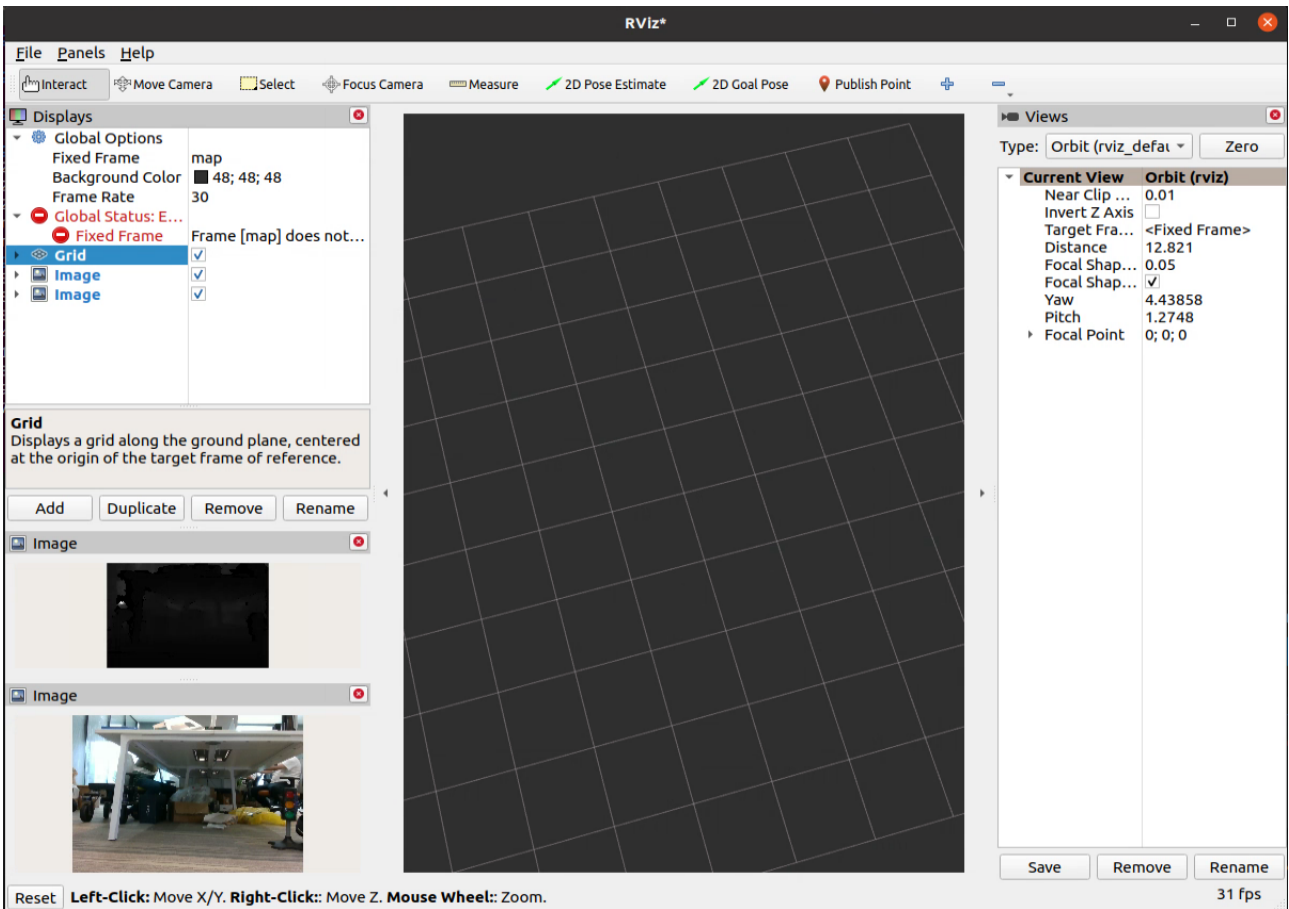 RViz*
File Panels Help
Interact Move Camera Select Focus Camera Measure 2D Pose Estimate 2D Goal Pose Publish Point
Displays
Global Options
Fixed Frame map
Background Color 48; 48; 48
Frame Rate 30
Global Status: E...
Fixed Frame Frame [map] does not...
Grid
Image
Image
Grid
Displays a grid along the ground plane, centered
at the origin of the target frame of reference.
Add Duplicate Remove Rename
Image
Image
Views
Type: Orbit (rviz_defau Zero
Current View Orbit (rviz)
Near Clip ... 0.01
Invert Z Axis
Target Fra... <Fixed Frame>
Distance 12.821
Focal Shap... 0.05
Focal Shap...
Yaw 4.43858
Pitch 1.2748
Focal Point 0; 0; 0
Save Remove Rename
Reset Left-Click: Move X/Y. Right-Click:: Move Z. Mouse Wheel:: Zoom.
31 fps